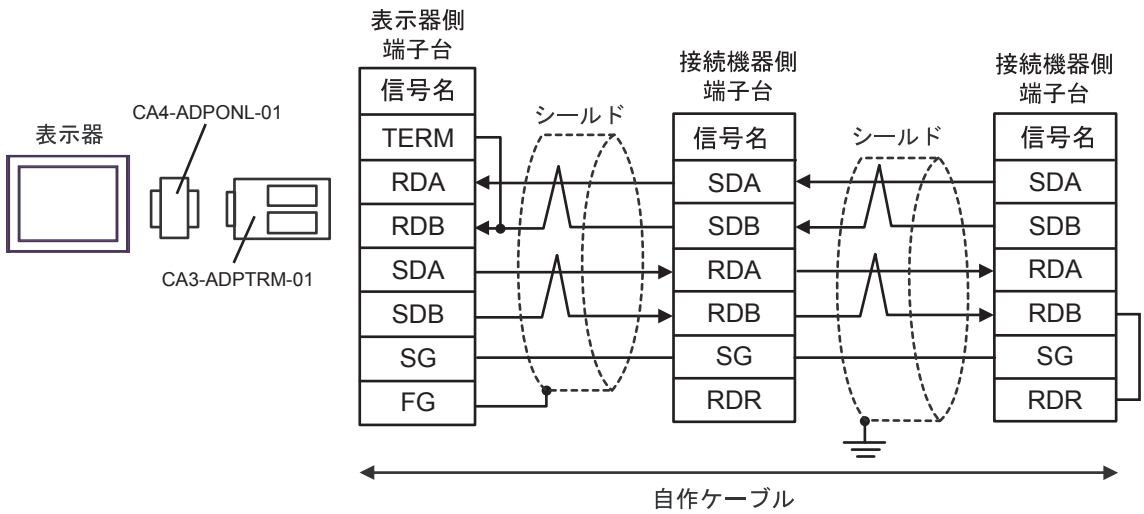 表示器
CA4-ADPONL-01
CA3-ADPTRM-01
表示器側
端子台
信号名
TERM
RDA
RDB
SDA
SDB
SG
FG
シールド
接続機器側
端子台
信号名
SDA
SDB
RDA
RDB
SG
RDR
シールド
接続機器側
端子台
信号名
SDA
SDB
RDA
RDB
SG
RDR
自作ケーブル